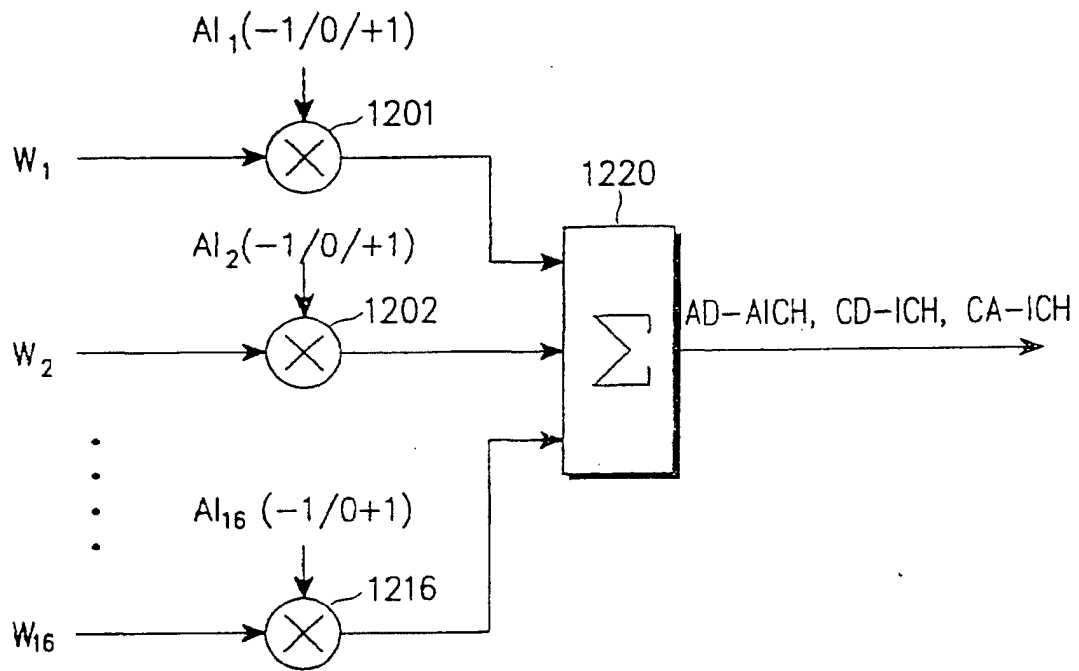 AI₁(−1/0/+1)
1201
W₁
1220
AI₂(−1/0/+1)
1202
AD−AICH, CD−ICH, CA−ICH
W₂
Σ
AI₁₆ (−1/0+1)
1216
W₁₆